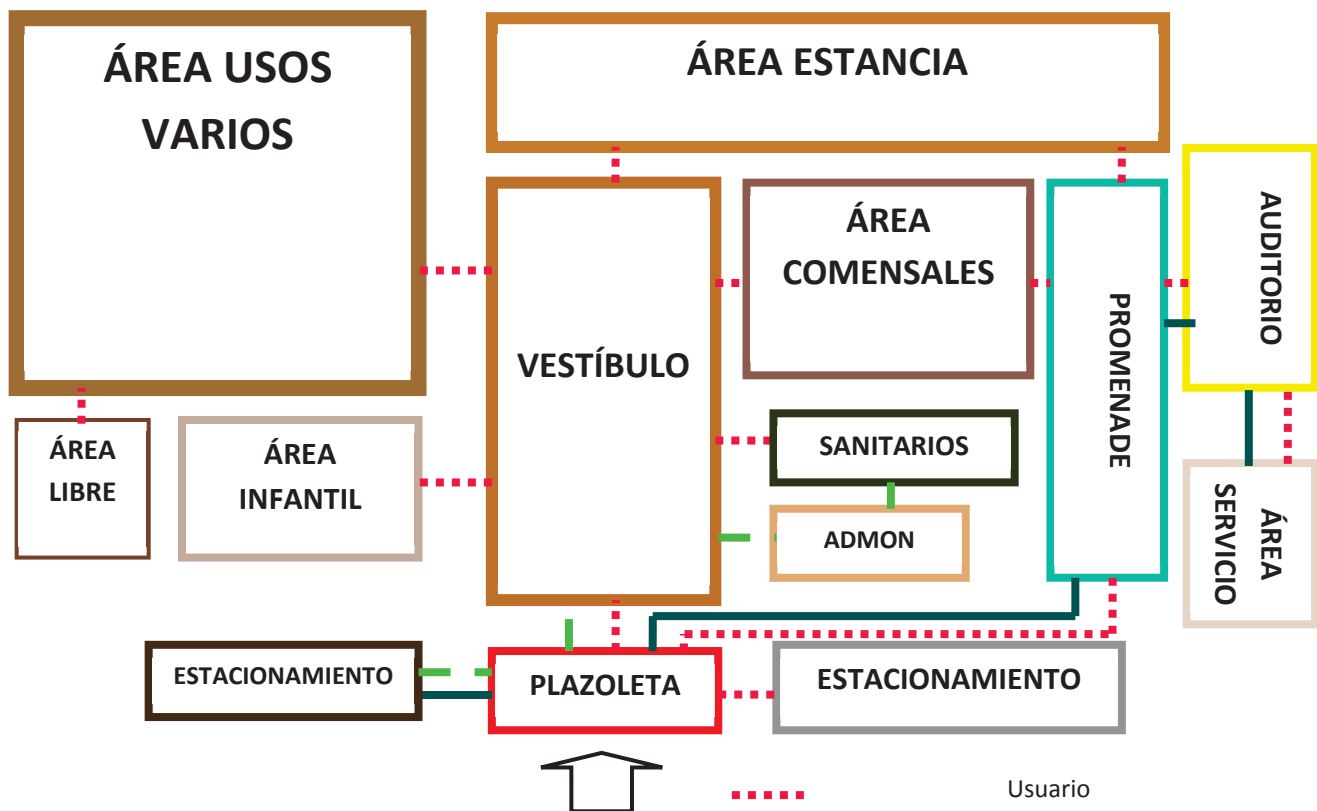 ÁREA USOS
VARIOS
ÁREA ESTANCIA
ÁREA
COMENSALES
AUDITORIO
PROMENADE
VESTÍBULO
ÁREA
LIBRE
ÁREA
INFANTIL
SANITARIOS
ADMON
ÁREA
SERVICIO
ESTACIONAMIENTO
PLAZOLETA
ESTACIONAMIENTO
Usuario